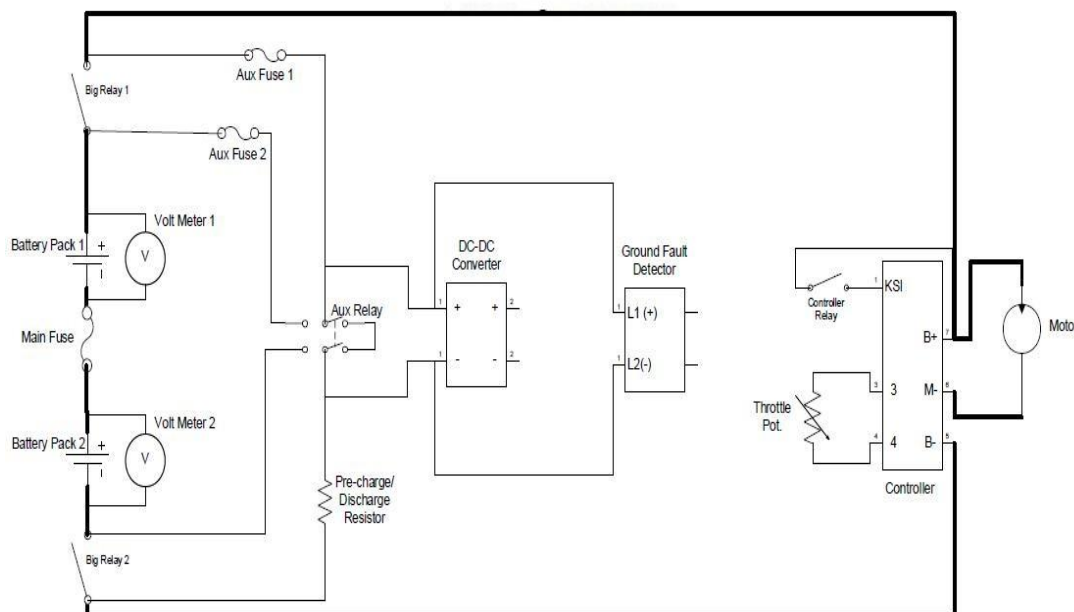 Aux Fuse 1
Big Relay 1
Aux Fuse 2
Volt Meter 1
Battery Pack 1
+
V
Main Fuse
Volt Meter 2
Battery Pack 2
+
V
Big Relay 2
Aux Relay
Pre-charge/
Discharge
Resistor
DC-DC
Converter
1 + + 2
1 - - 2
Ground Fault
Detector
1 L1 (+)
1 L2(-)
Controller
Relay
1 KSI
B+ 7
Moto
Throttle
Pot.
3 3
M- 6
4 4
B- 5
Controller